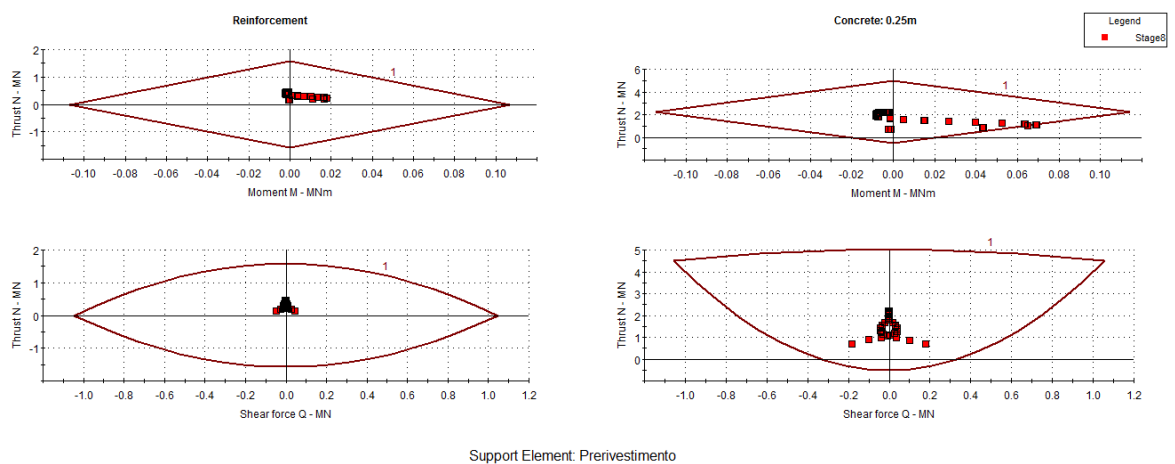 Reinforcement
Thrust N - MN
2
1
0
-1
1
-0.10 -0.08 -0.06 -0.04 -0.02 0.00 0.02 0.04 0.06 0.08 0.10
Moment M - MNm
Concrete: 0.25m
Legend
Stage8
Thrust N - MN
6
4
2
0
1
-0.10 -0.08 -0.06 -0.04 -0.02 0.00 0.02 0.04 0.06 0.08 0.10
Moment M - MNm
Thrust N - MN
2
1
0
-1
1
-1.0 -0.8 -0.6 -0.4 -0.2 0.0 0.2 0.4 0.6 0.8 1.0 1.2
Shear force Q - MN
Thrust N - MN
5
4
3
2
1
0
1
-1.0 -0.8 -0.6 -0.4 -0.2 0.0 0.2 0.4 0.6 0.8 1.0 1.2
Shear force Q - MN
Support Element: Prerivestimento